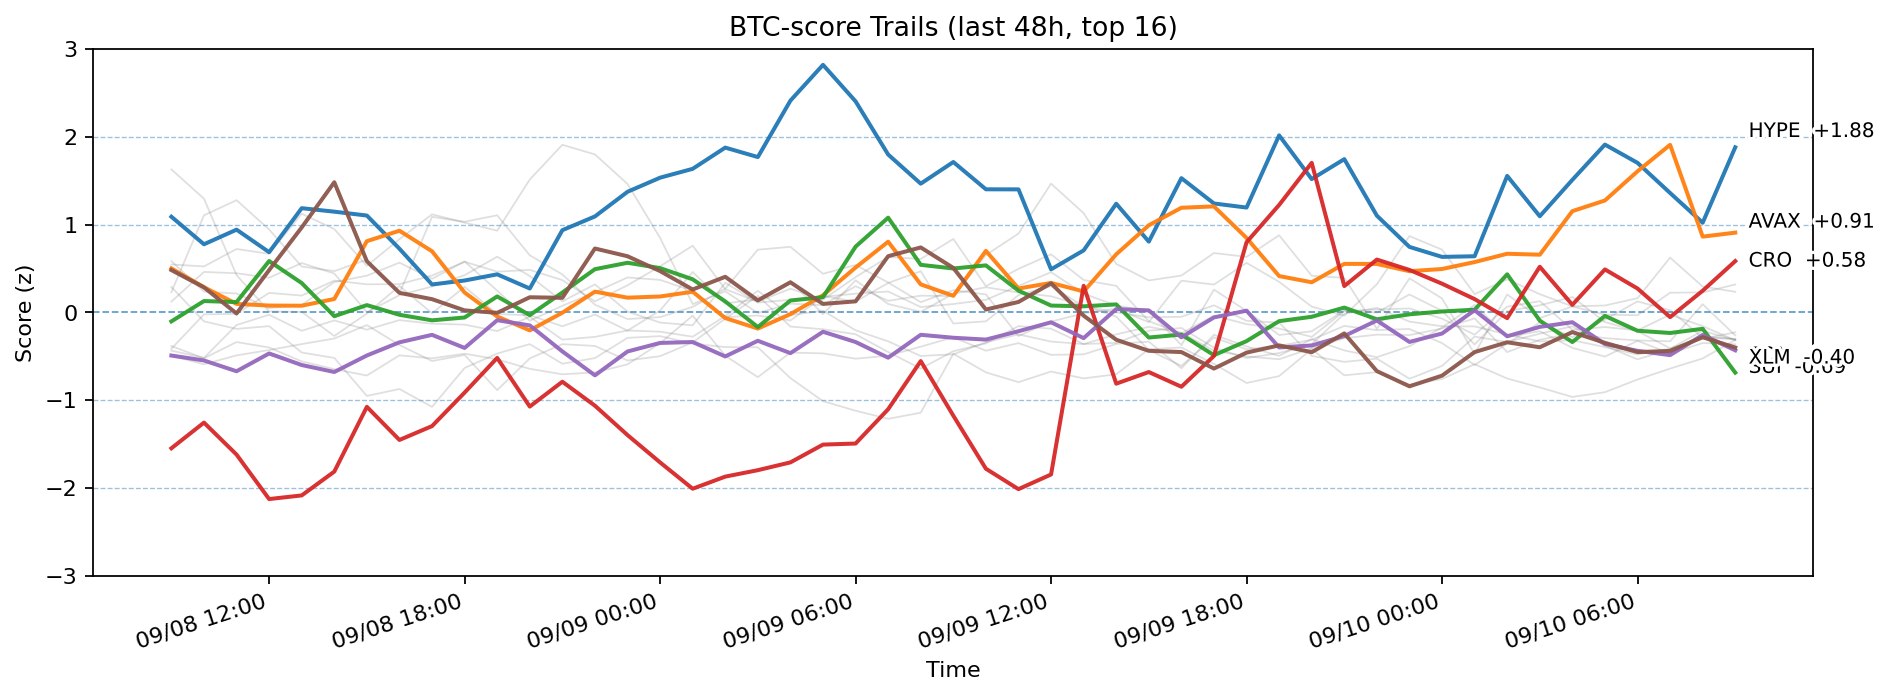 BTC-score Trails (last 48h, top 16)
Score (z)
3
2
1
0
−1
−2
−3
HYPE +1.88
AVAX +0.91
CRO +0.58
XLM -0.40
SUI -0.69
09/08 12:00
09/08 18:00
09/09 00:00
09/09 06:00
09/09 12:00
09/09 18:00
09/10 00:00
09/10 06:00
Time